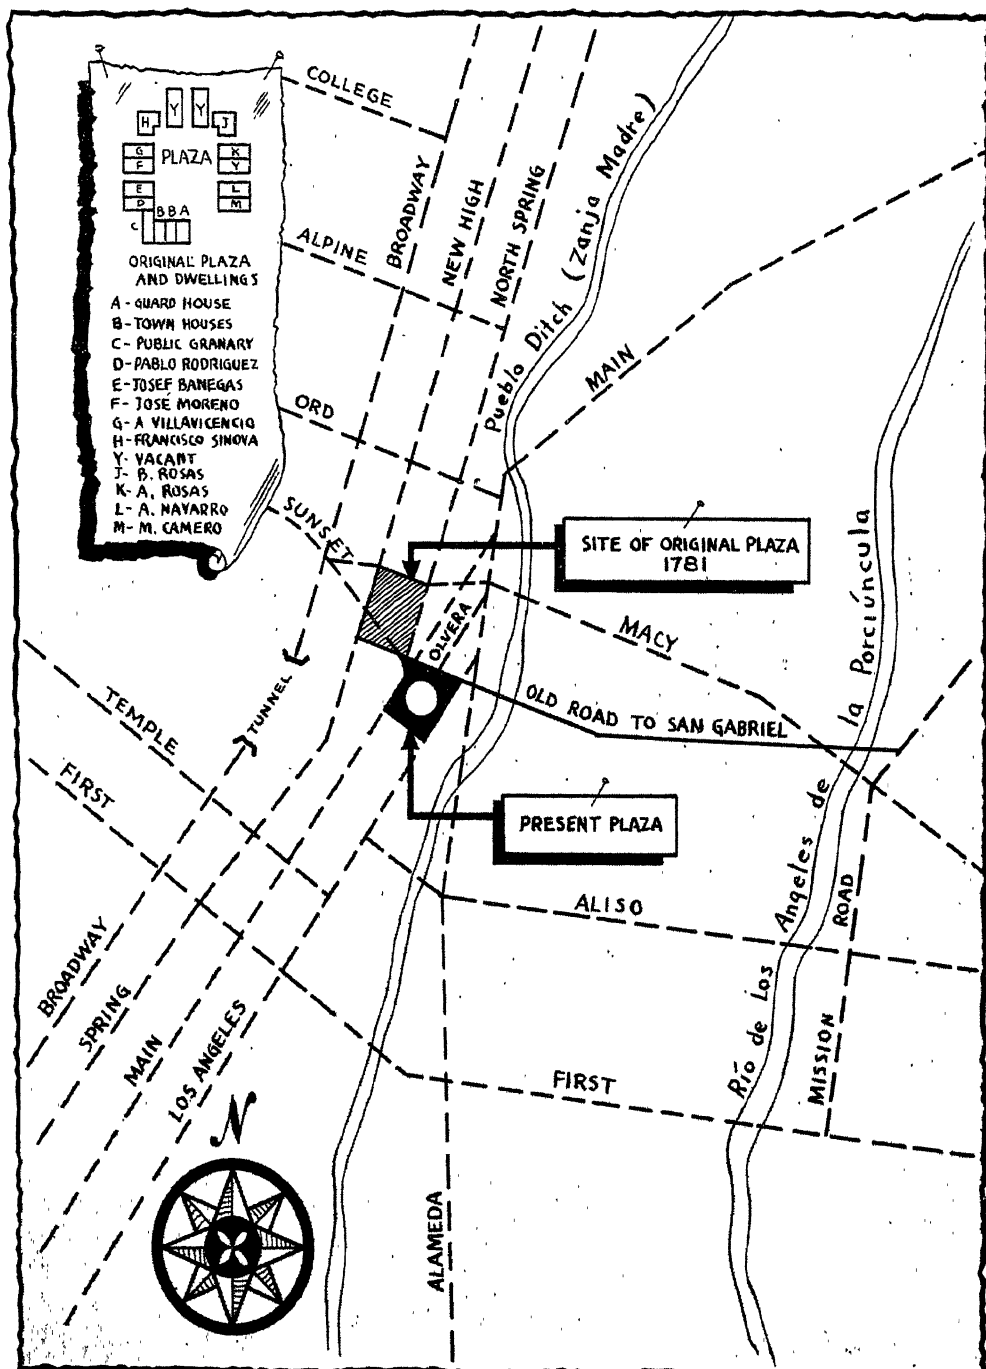 COLLEGE
H
Y
Y
J
G
F
PLAZA
K
Y
E
D
L
M
B B A
C
ORIGINAL PLAZA
AND DWELLINGS
A - GUARD HOUSE
B - TOWN HOUSES
C - PUBLIC GRANARY
D - PABLO RODRIGUEZ
E - JOSEF BANEGAS
F - JOSE MORENO
G - A VILLAVICENCIO
H - FRANCISCO SINOVA
Y - VACANT
J - B. ROSAS
K - A. ROSAS
L - A. NAVARRO
M - M. CAMERO
ALPINE
BROADWAY
NEW HIGH
NORTH SPRING
Pueblo Ditch (Zanja Madre)
MAIN
ORD
SUNSET
SITE OF ORIGINAL PLAZA
1781
OLVERA
MACY
OLD ROAD TO SAN GABRIEL
TUNNEL
TEMPLE
FIRST
PRESENT PLAZA
Río de Los Angeles de la Porciúncula
ALISO
MISSION ROAD
BROADWAY
SPRING
MAIN
LOS ANGELES
FIRST
N
ALAMEDA